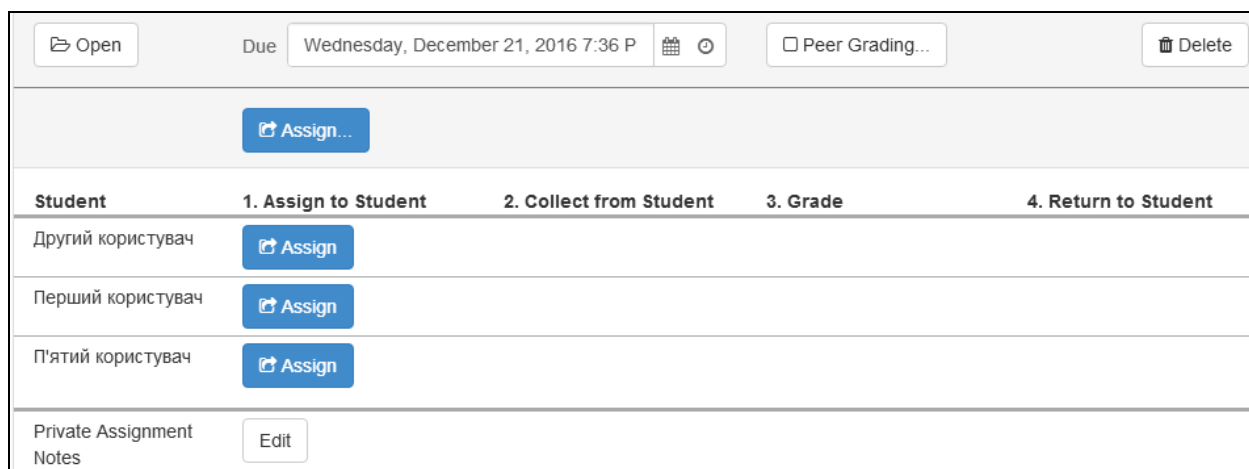 Open Due Wednesday, December 21, 2016 7:36 P Peer Grading... Delete
Assign...
Student 1. Assign to Student 2. Collect from Student 3. Grade 4. Return to Student
Другий користувач Assign
Перший користувач Assign
П'ятий користувач Assign
Private Assignment Edit
Notes